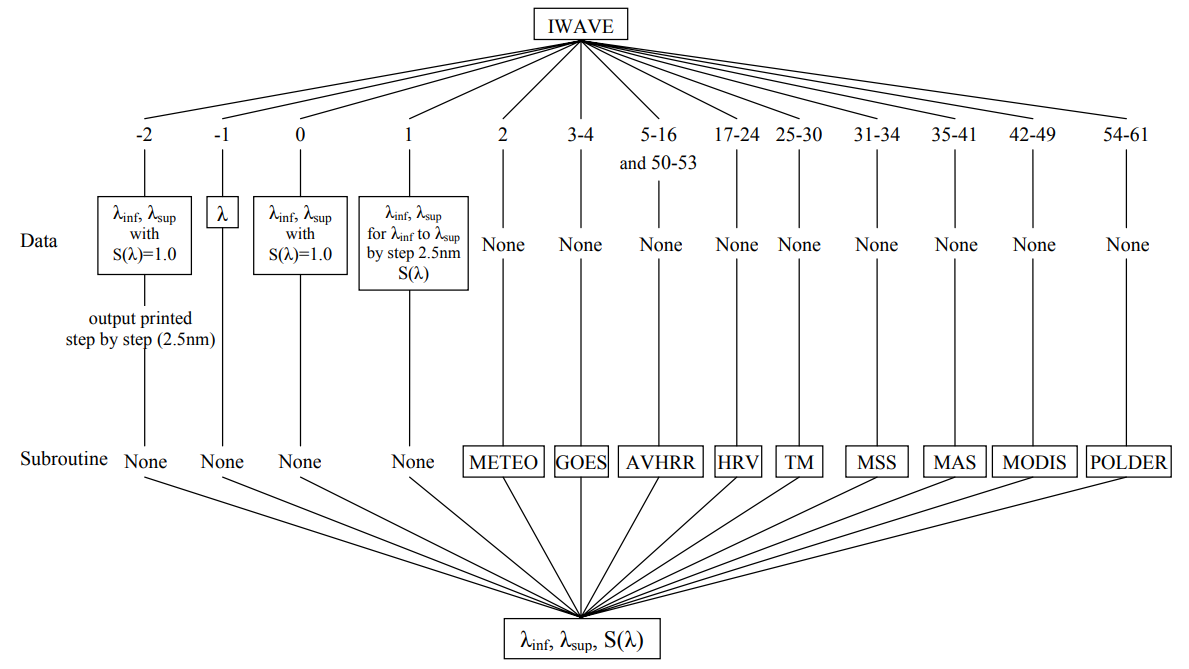 IWAVE
-2 -1 0 1 2 3-4 5-16 17-24 25-30 31-34 35-41 42-49 54-61
and 50-53
Data
λinf, λsup
with
S(λ)=1.0
λ
λinf, λsup
with
S(λ)=1.0
λinf, λsup
for λinf to λsup
by step 2.5nm
S(λ)
None None None None None None None None None
output printed
step by step (2.5nm)
Subroutine None None None None METEO GOES AVHRR HRV TM MSS MAS MODIS POLDER
λinf, λsup, S(λ)